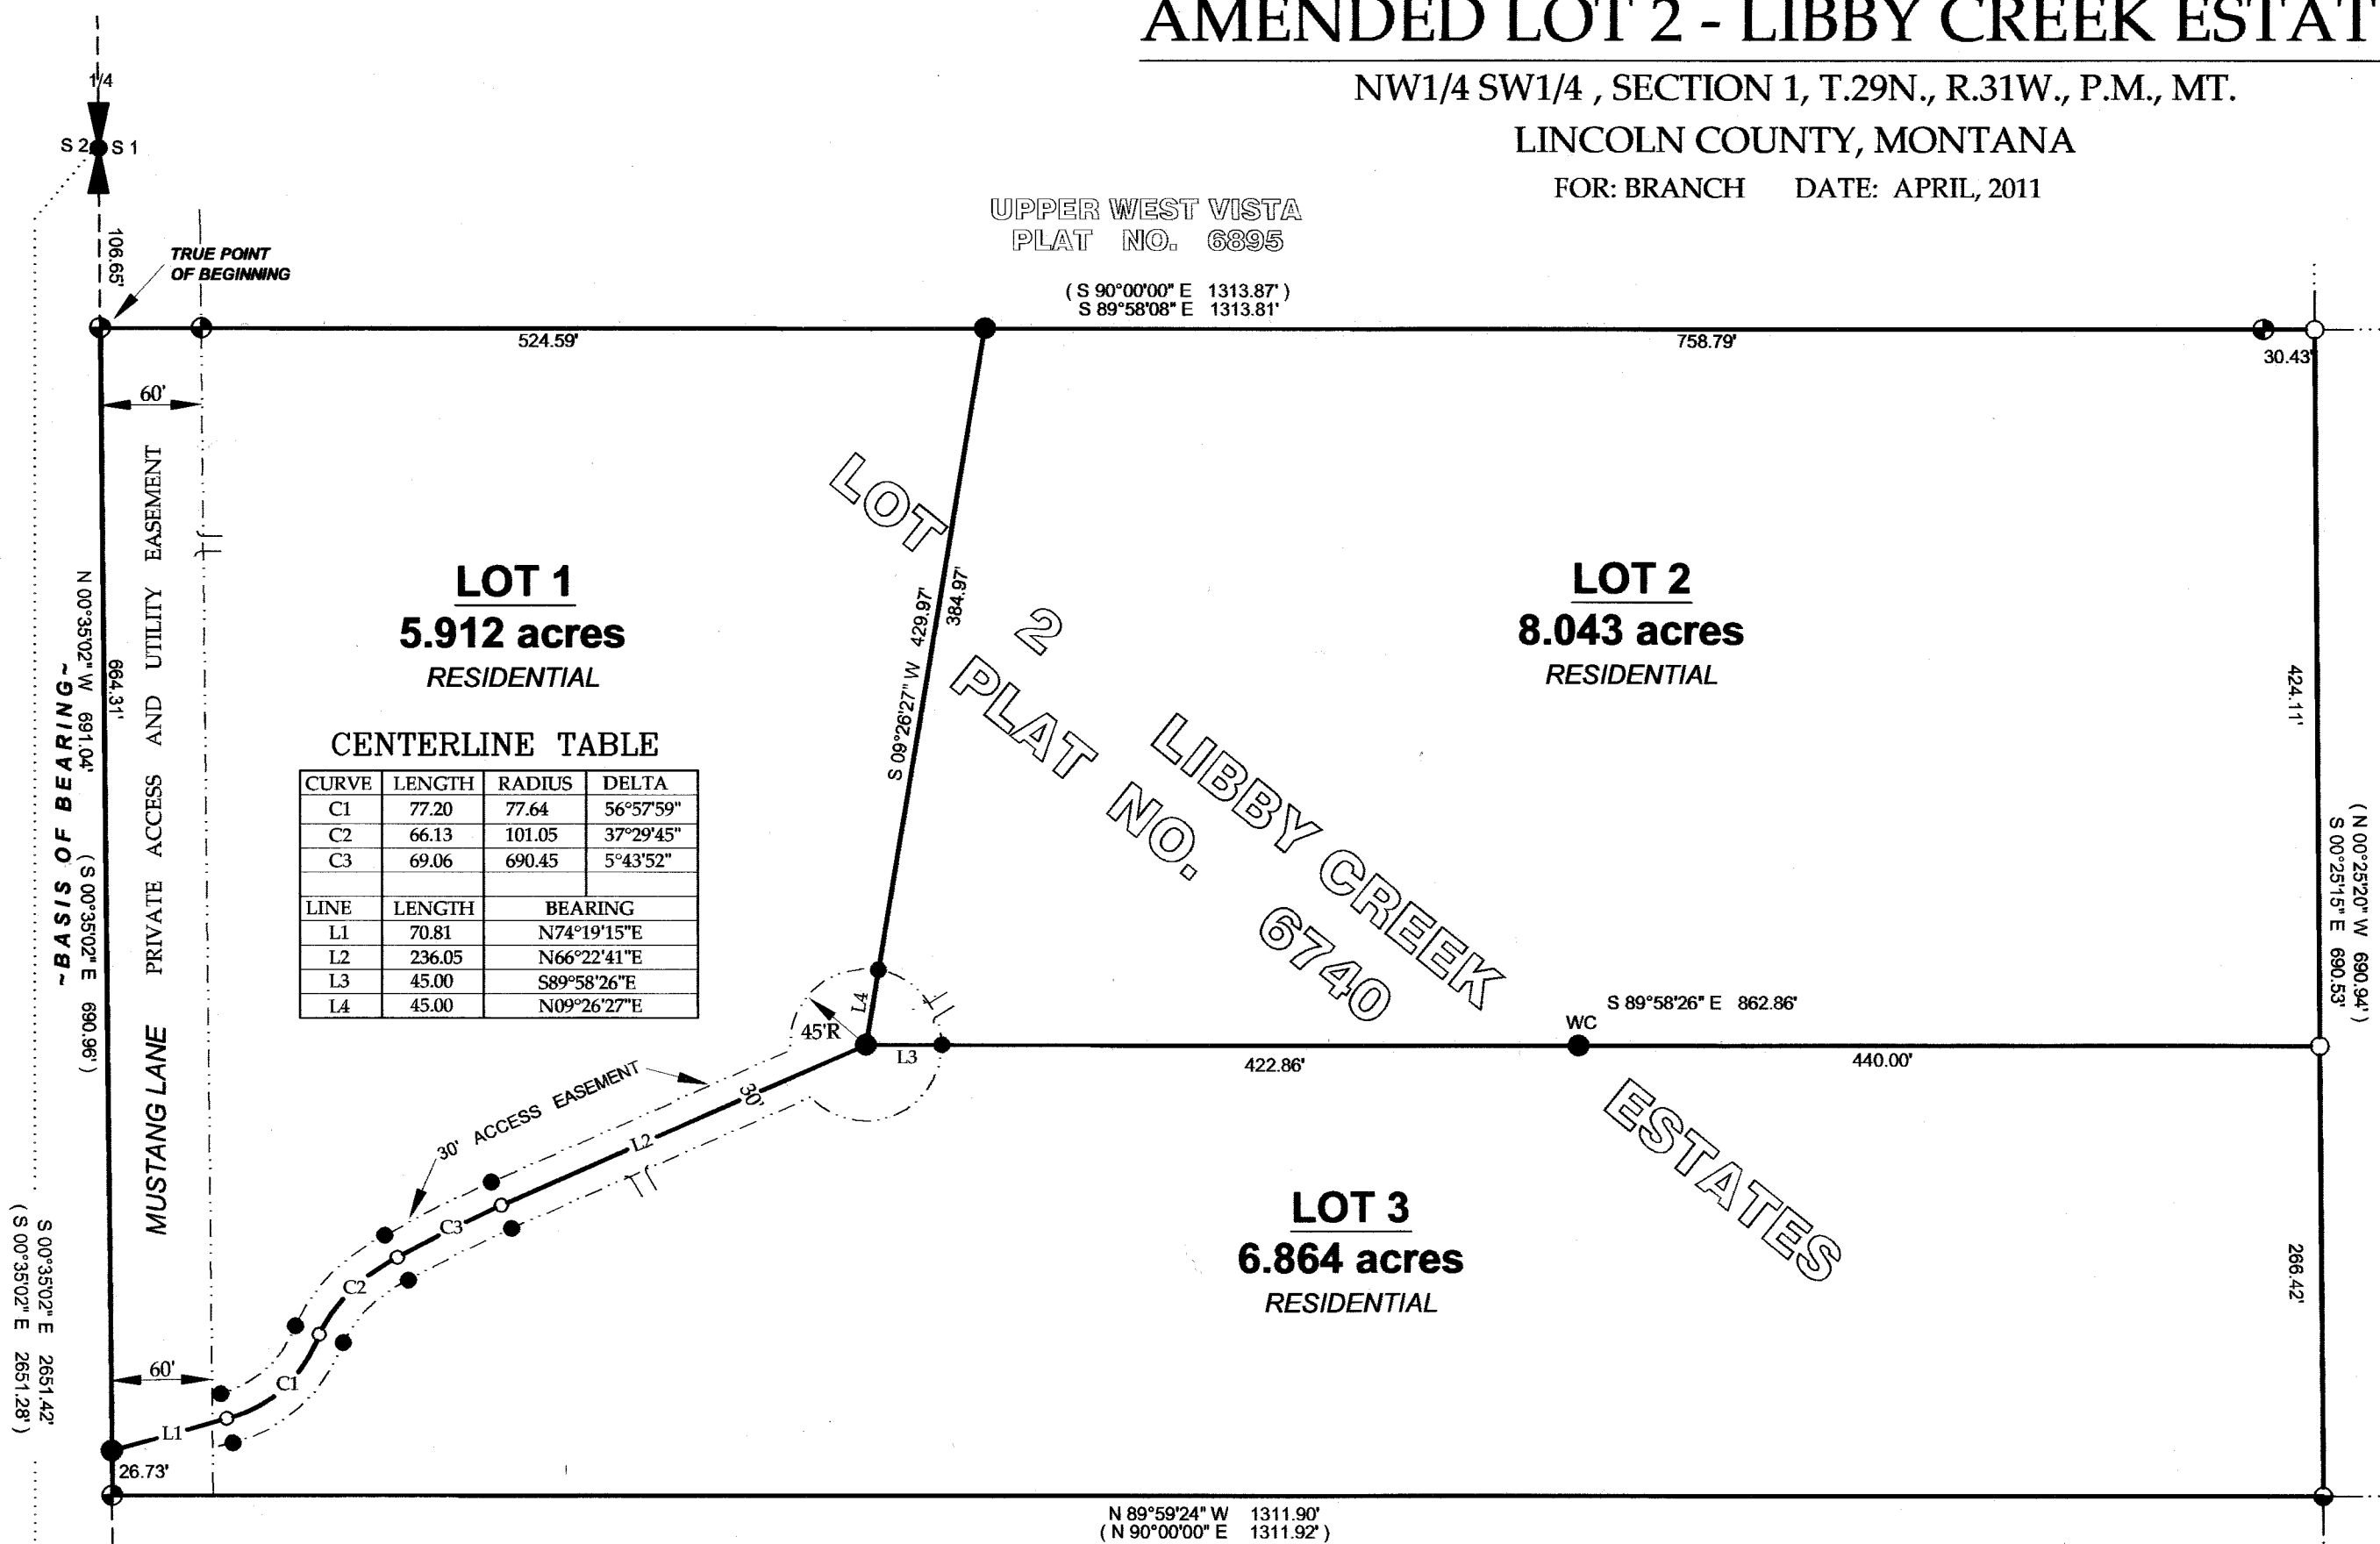 AMENDED LOT 2 - LIBBY CREEK ESTAT
NW1/4 SW1/4 , SECTION 1, T.29N., R.31W., P.M., MT.
LINCOLN COUNTY, MONTANA
FOR: BRANCH DATE: APRIL, 2011
1/4
S 2 S 1
106.65'
TRUE POINT
OF BEGINNING
UPPER WEST VISTA
PLAT NO. 6895
( S 90°00'00" E 1313.87' )
S 89°58'08" E 1313.81'
524.59'
758.79'
30.43'
60'
LOT 1
5.912 acres
RESIDENTIAL
LOT 2
8.043 acres
RESIDENTIAL
LOT
2
PLAT NO. 6740
LIBBY CREEK
ESTATES
S 09°26'27" W 429.97'
384.97'
424.11'
N 00°35'02" W 691.04'
( S 00°35'02" E 690.96' )
~BASIS OF BEARING~
664.31'
PRIVATE ACCESS AND UTILITY EASEMENT
MUSTANG LANE
CENTERLINE TABLE
CURVE LENGTH RADIUS DELTA
C1 77.20 77.64 56°57'59"
C2 66.13 101.05 37°29'45"
C3 69.06 690.45 5°43'52"
LINE LENGTH BEARING
L1 70.81 N74°19'15"E
L2 236.05 N66°22'41"E
L3 45.00 S89°58'26"E
L4 45.00 N09°26'27"E
( N 00°25'20" W 690.94' )
S 00°25'15" E 690.53'
L4
45'R
L3
S 89°58'26" E 862.86'
WC
422.86'
440.00'
30' ACCESS EASEMENT
30'
L2
C3
C2
C1
L1
LOT 3
6.864 acres
RESIDENTIAL
266.42'
S 00°35'02" E 2651.42'
( S 00°35'02" E 2651.28' )
60'
26.73'
N 89°59'24" W 1311.90'
( N 90°00'00" E 1311.92' )